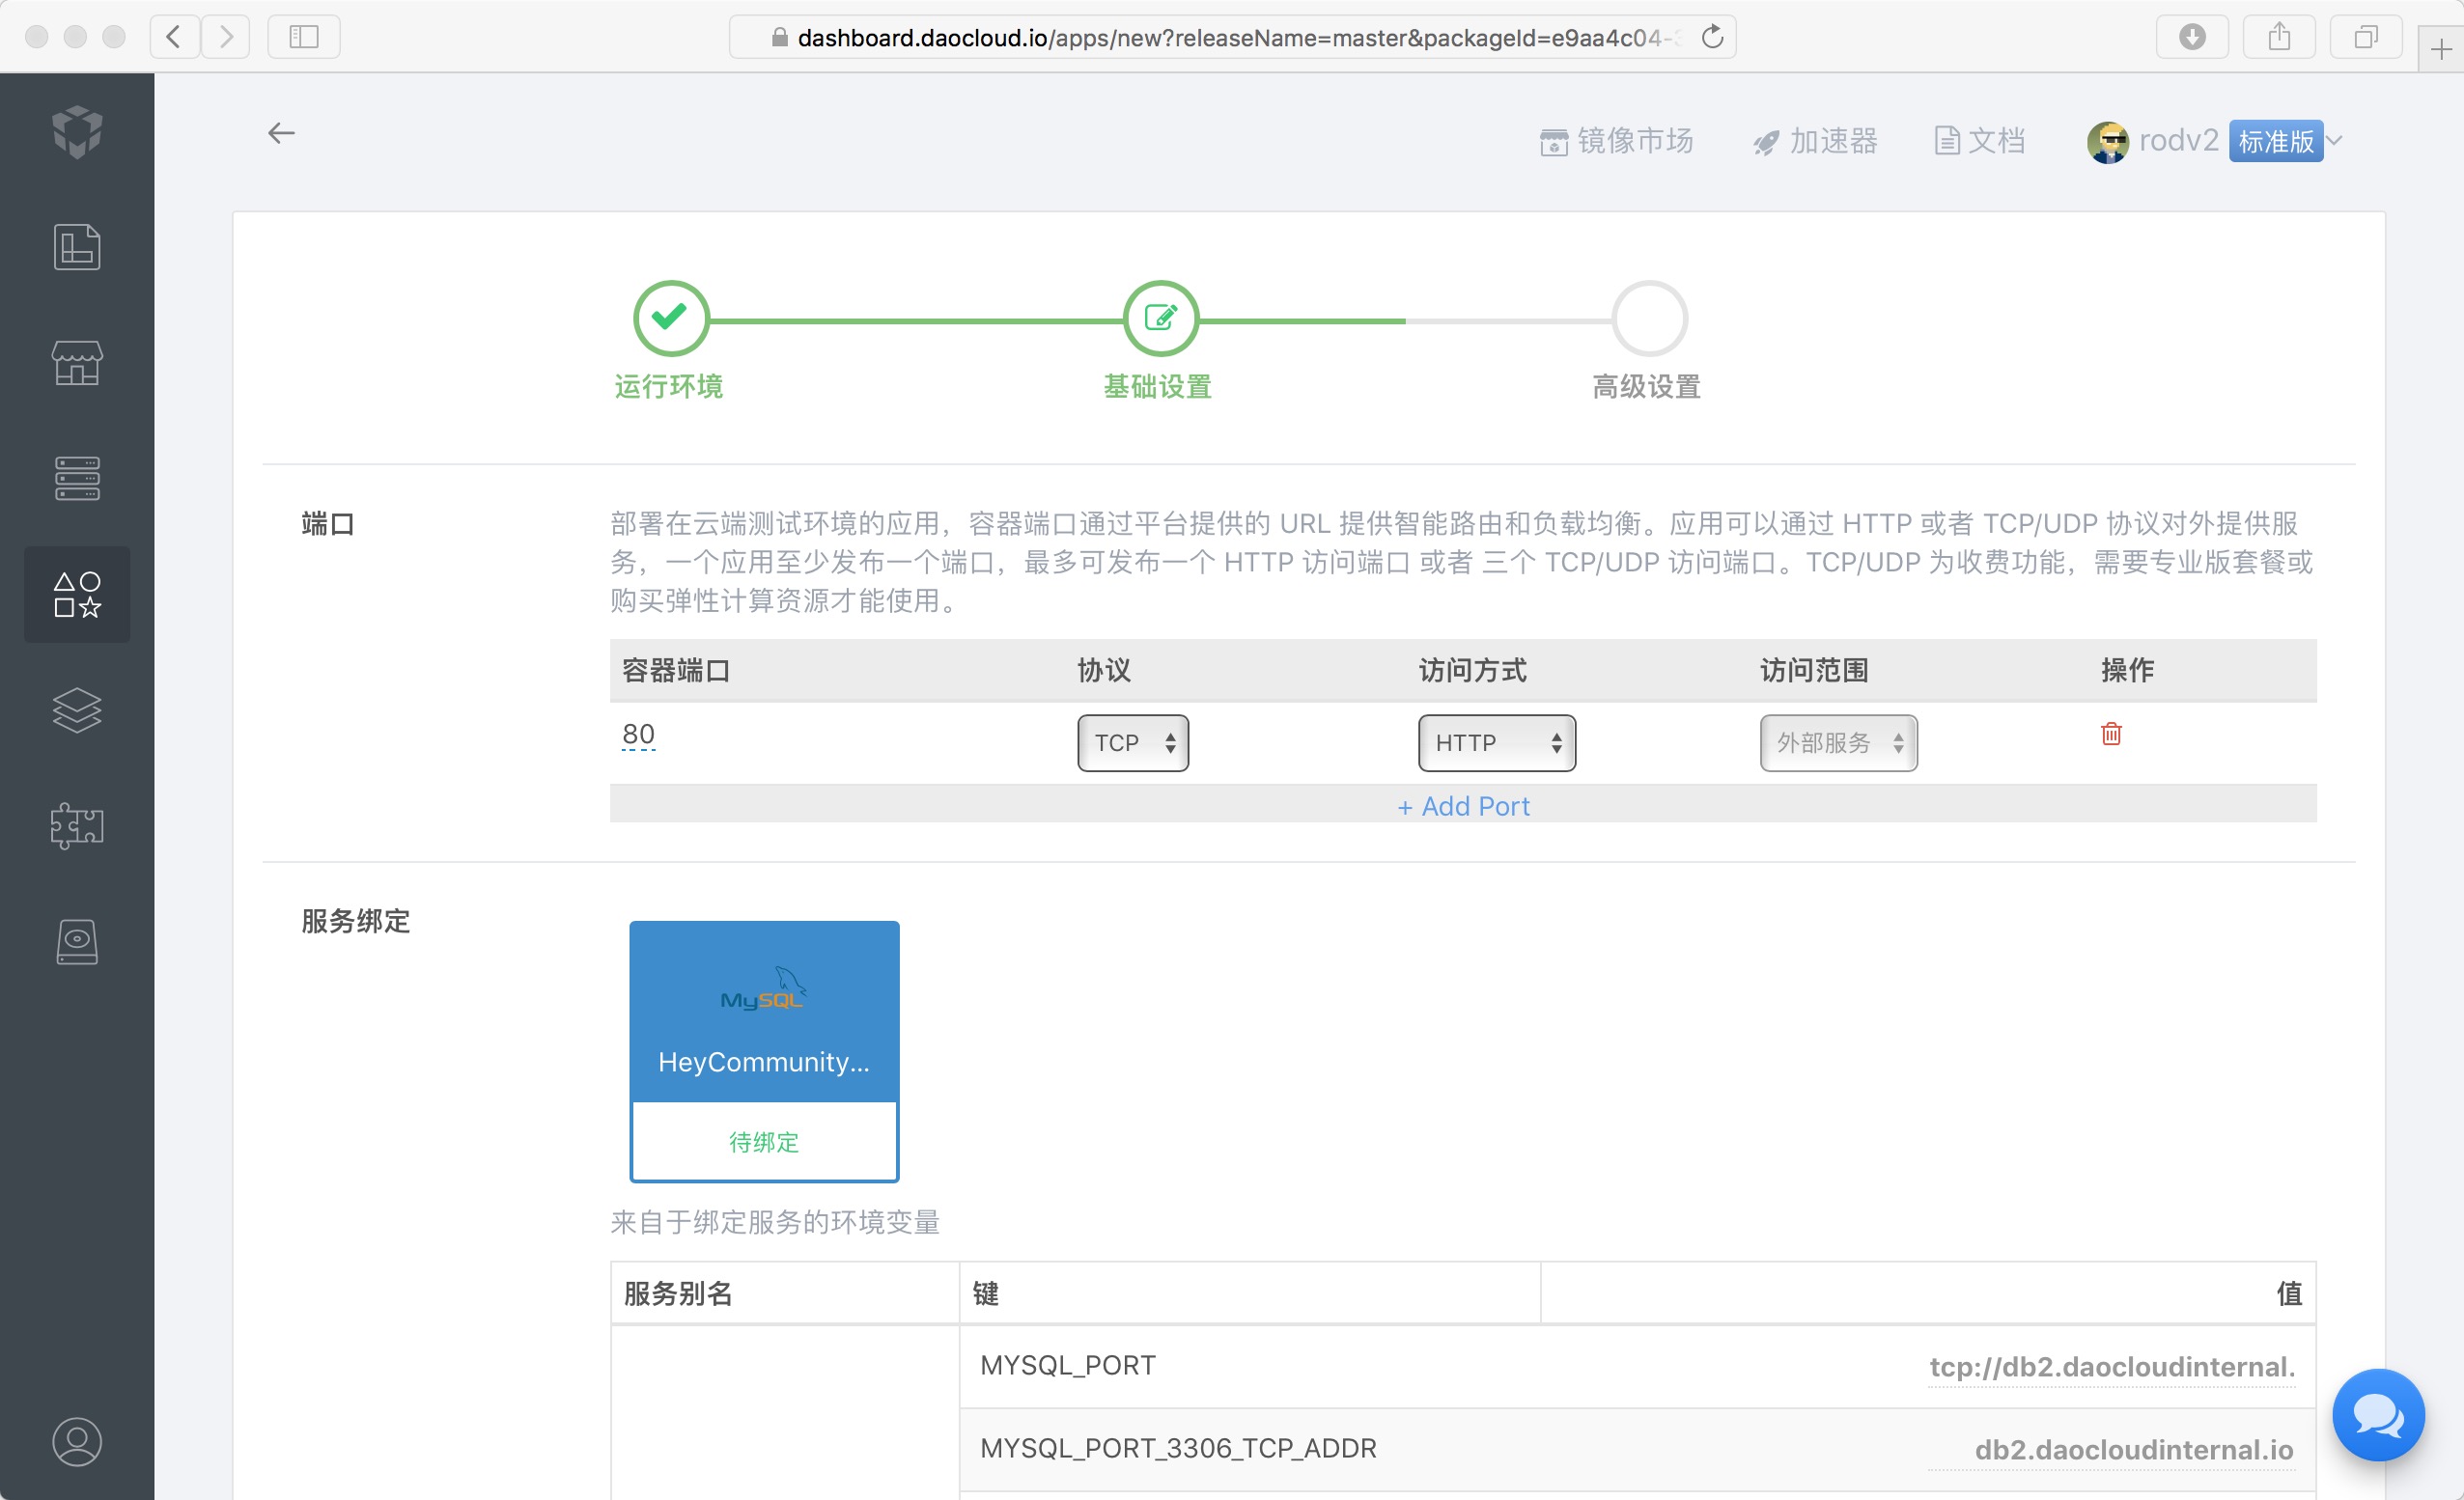 dashboard.daocloud.io/apps/new?releaseName=master&packageId=e9aa4c04-
镜像市场 加速器 文档 rodv2 标准版
运行环境 基础设置 高级设置
端口
部署在云端测试环境的应用，容器端口通过平台提供的 URL 提供智能路由和负载均衡。应用可以通过 HTTP 或者 TCP/UDP 协议对外提供服
务，一个应用至少发布一个端口，最多可发布一个 HTTP 访问端口 或者 三个 TCP/UDP 访问端口。TCP/UDP 为收费功能，需要专业版套餐或
购买弹性计算资源才能使用。
容器端口 协议 访问方式 访问范围 操作
80 TCP HTTP 外部服务
+ Add Port
服务绑定
MySQL
HeyCommunity...
待绑定
来自于绑定服务的环境变量
服务别名 键 值
MYSQL_PORT tcp://db2.daocloudinternal.
MYSQL_PORT_3306_TCP_ADDR db2.daocloudinternal.io